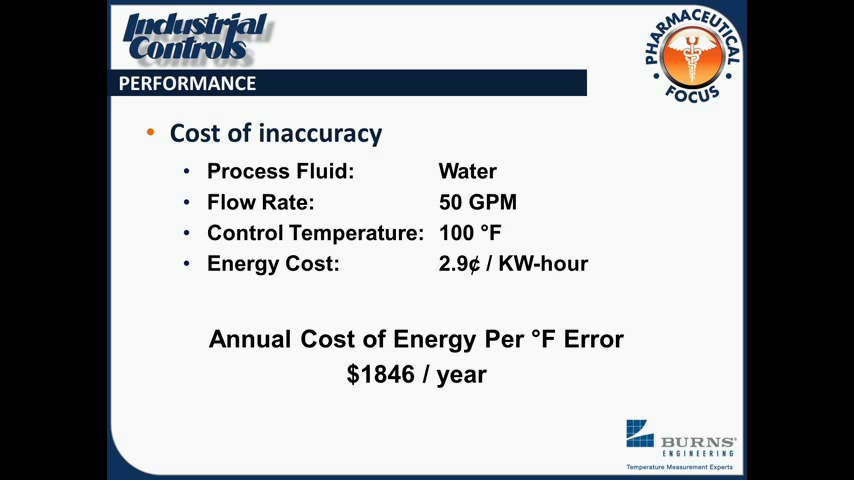 Industrial
Controls
PHARMACEUTICAL
FOCUS
PERFORMANCE
• Cost of inaccuracy
• Process Fluid: Water
• Flow Rate: 50 GPM
• Control Temperature: 100 °F
• Energy Cost: 2.9¢ / KW-hour
Annual Cost of Energy Per °F Error
$1846 / year
BURNS®
ENGINEERING
Temperature Measurement Experts